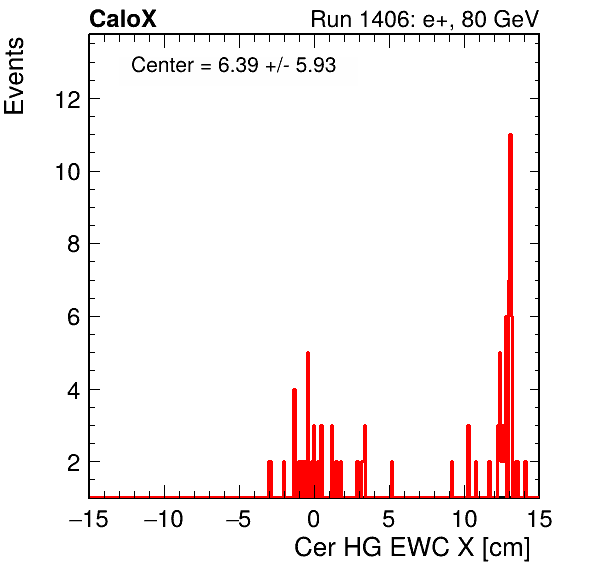 CaloX Run 1406: e+, 80 GeV
Center = 6.39 +/- 5.93
Events
12
10
8
6
4
2
−15 −10 −5 0 5 10 15
Cer HG EWC X [cm]